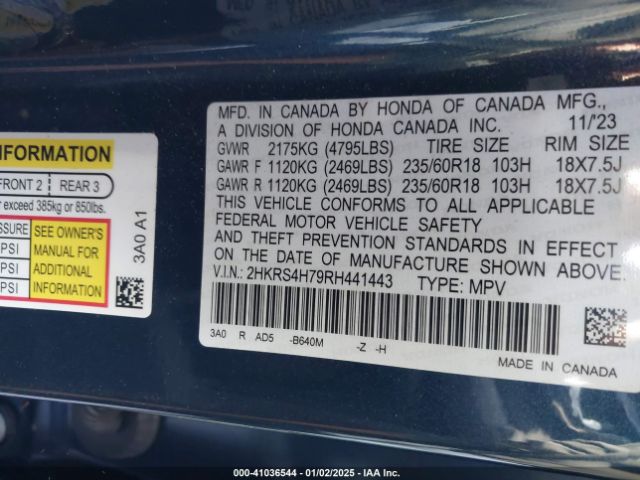 INFORMATION
FRONT 2 REAR 3
exceed 385kg or 850lbs.
SEE OWNER'S
PSI MANUAL FOR
PSI ADDITIONAL
PSI INFORMATION
3A0 A1
MFD. IN CANADA BY HONDA OF CANADA MFG.,
A DIVISION OF HONDA CANADA INC. 11/'23
GVWR 2175KG (4795LBS) TIRE SIZE RIM SIZE
GAWR F 1120KG (2469LBS) 235/60R18 103H 18X7.5J
GAWR R 1120KG (2469LBS) 235/60R18 103H 18X7.5J
THIS VEHICLE CONFORMS TO ALL APPLICABLE
FEDERAL MOTOR VEHICLE SAFETY
AND THEFT PREVENTION STANDARDS IN EFFECT
ON THE DATE OF MANUFACTURE SHOWN ABOVE.
V.I.N.: 2HKRS4H79RH441443 TYPE: MPV
3A0 R AD5 -B640M -Z -H
MADE IN CANADA
000-41036544 - 01/02/2025 - IAA Inc.